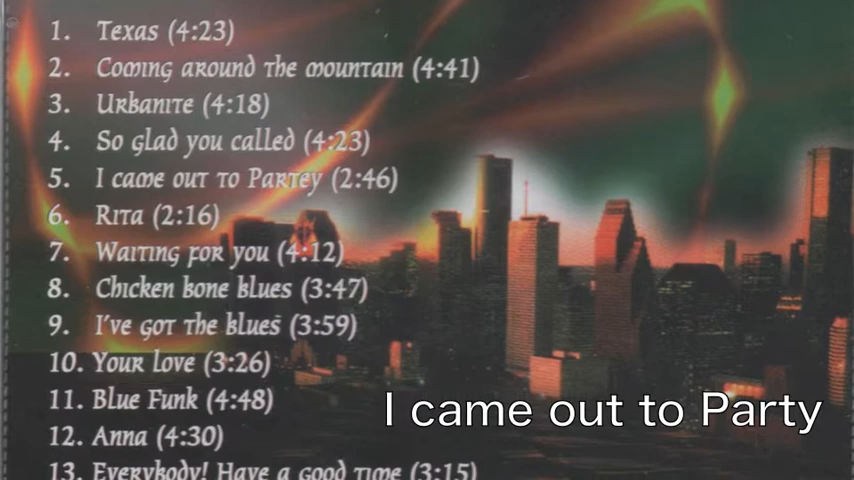 1. Texas (4:23)
2. Coming around the mountain (4:41)
3. Urbanite (4:18)
4. So glad you called (4:23)
5. I came out to Partey (2:46)
6. Rita (2:16)
7. Waiting for you (4:12)
8. Chicken bone blues (3:47)
9. I've got the blues (3:59)
10. Your love (3:26)
11. Blue Funk (4:48)
12. Anna (4:30)
13. Everybody! Have a good time (3:15)
I came out to Party